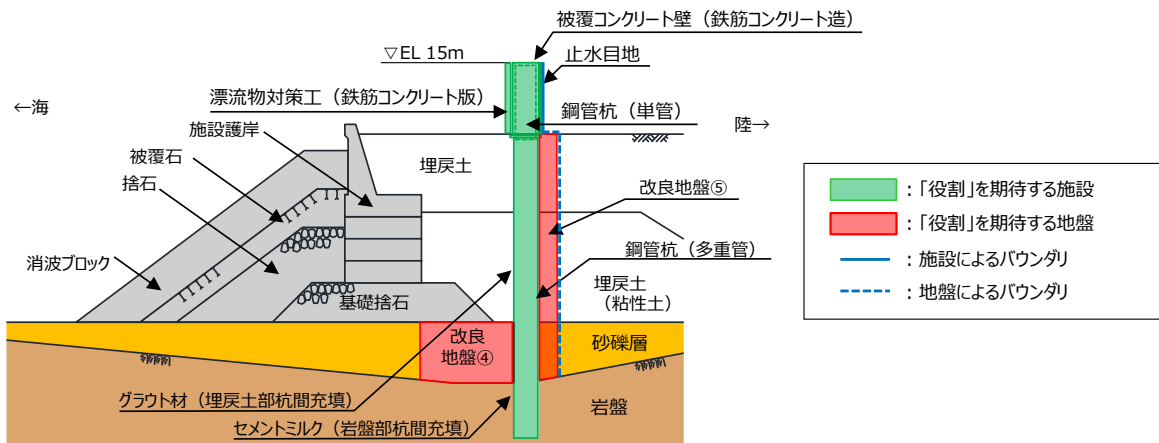 被覆コンクリート壁（鉄筋コンクリート造）
▽EL 15m
止水目地
←海
漂流物対策工（鉄筋コンクリート版）
鋼管杭（単管）
陸→
施設護岸
被覆石
埋戻土
捨石
改良地盤⑤
鋼管杭（多重管）
消波ブロック
埋戻土
（粘性土）
基礎捨石
改良
地盤④
砂礫層
グラウト材（埋戻土部杭間充填）
岩盤
セメントミルク（岩盤部杭間充填）
：「役割」を期待する施設
：「役割」を期待する地盤
：施設によるバウンダリ
：地盤によるバウンダリ